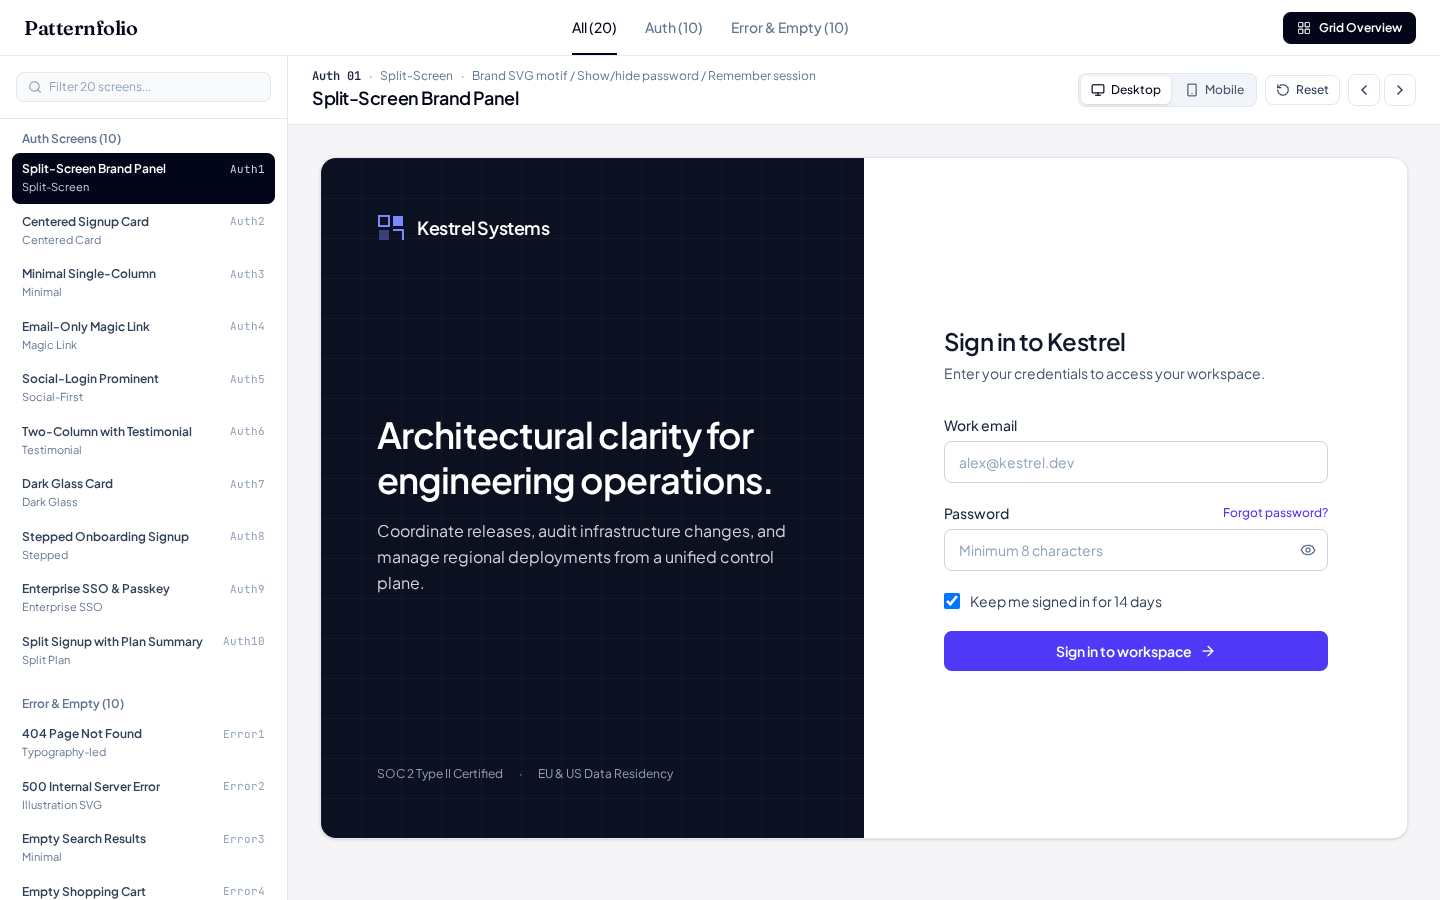 Patternfolio
All (20)
Auth (10)
Error & Empty (10)
Grid Overview
Filter 20 screens...
Auth Screens (10)
Split-Screen Brand Panel
Auth1
Split-Screen
Centered Signup Card
Auth2
Centered Card
Minimal Single-Column
Auth3
Minimal
Email-Only Magic Link
Auth4
Magic Link
Social-Login Prominent
Auth5
Social-First
Two-Column with Testimonial
Auth6
Testimonial
Dark Glass Card
Auth7
Dark Glass
Stepped Onboarding Signup
Auth8
Stepped
Enterprise SSO & Passkey
Auth9
Enterprise SSO
Split Signup with Plan Summary
Auth10
Split Plan
Error & Empty (10)
404 Page Not Found
Error1
Typography-led
500 Internal Server Error
Error2
Illustration SVG
Empty Search Results
Error3
Minimal
Empty Shopping Cart
Error4
Auth 01 · Split-Screen · Brand SVG motif / Show/hide password / Remember session
Split-Screen Brand Panel
Desktop
Mobile
Reset
Kestrel Systems
Architectural clarity for
engineering operations.
Coordinate releases, audit infrastructure changes, and
manage regional deployments from a unified control
plane.
SOC 2 Type II Certified · EU & US Data Residency
Sign in to Kestrel
Enter your credentials to access your workspace.
Work email
alex@kestrel.dev
Password
Forgot password?
Minimum 8 characters
Keep me signed in for 14 days
Sign in to workspace